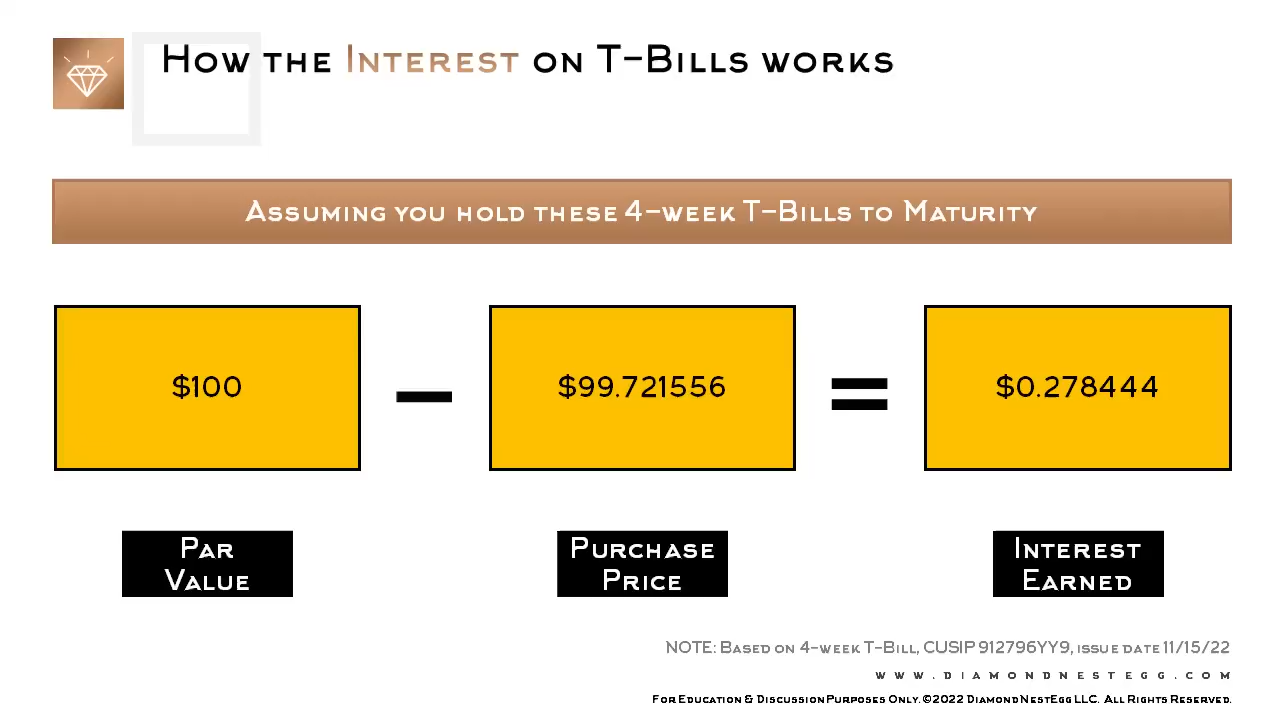 How the Interest on T-Bills works
Assuming you hold these 4-week T-Bills to Maturity
$100
–
$99.721556
=
$0.278444
Par
Value
Purchase
Price
Interest
Earned
NOTE: Based on 4-week T-Bill, CUSIP 912796YY9, issue date 11/15/22
www.diamondnestegg.com
For Education & Discussion Purposes Only. ©2022 DiamondNestEgg LLC. All Rights Reserved.